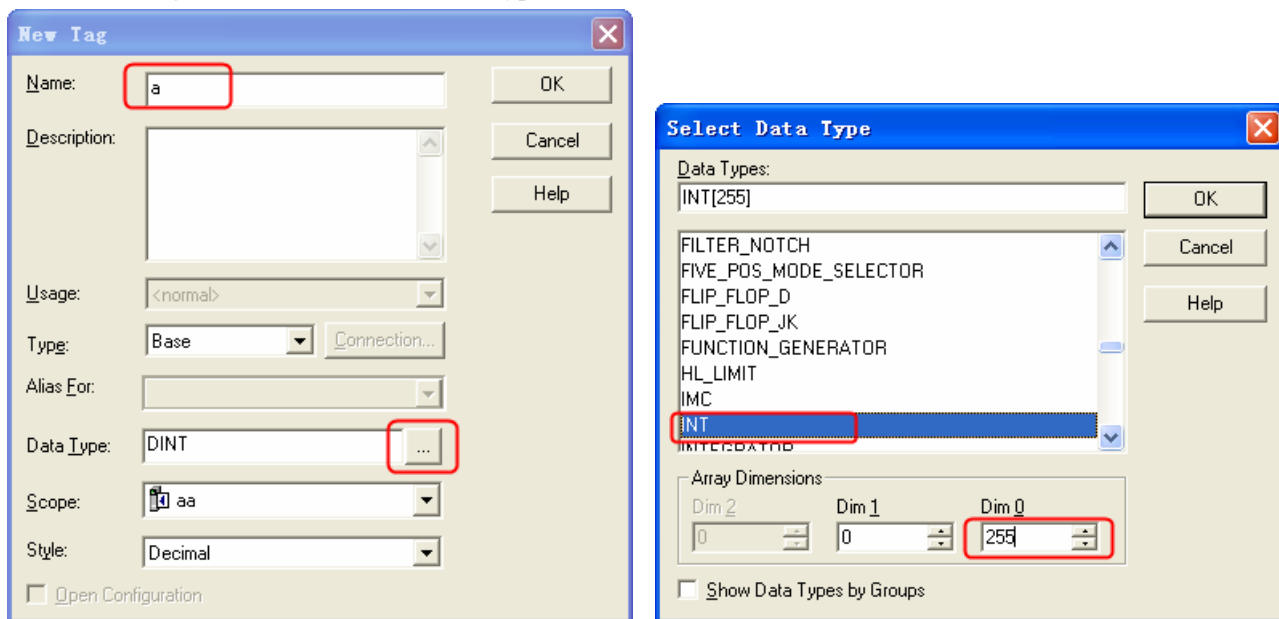 New Tag
Name:
a
OK
Description:
Cancel
Help
Usage:
<normal>
Type:
Base
Connection...
Alias For:
Data Type:
DINT
...
Scope:
aa
Style:
Decimal
Open Configuration
Select Data Type
Data Types:
INT[255]
OK
FILTER_NOTCH
Cancel
FIVE_POS_MODE_SELECTOR
FLIP_FLOP_D
Help
FLIP_FLOP_JK
FUNCTION_GENERATOR
HL_LIMIT
IMC
INT
INTEGRATOR
Array Dimensions
Dim 2 Dim 1 Dim 0
0 0 255
Show Data Types by Groups